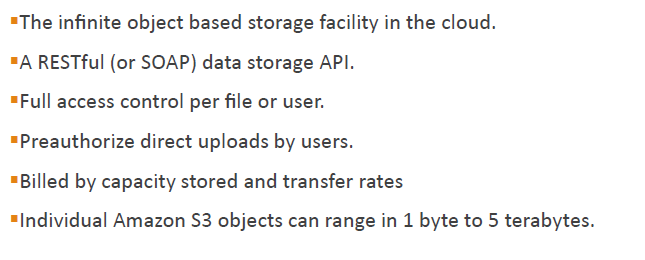 ▪The infinite object based storage facility in the cloud.
▪A RESTful (or SOAP) data storage API.
▪Full access control per file or user.
▪Preauthorize direct uploads by users.
▪Billed by capacity stored and transfer rates
▪Individual Amazon S3 objects can range in 1 byte to 5 terabytes.